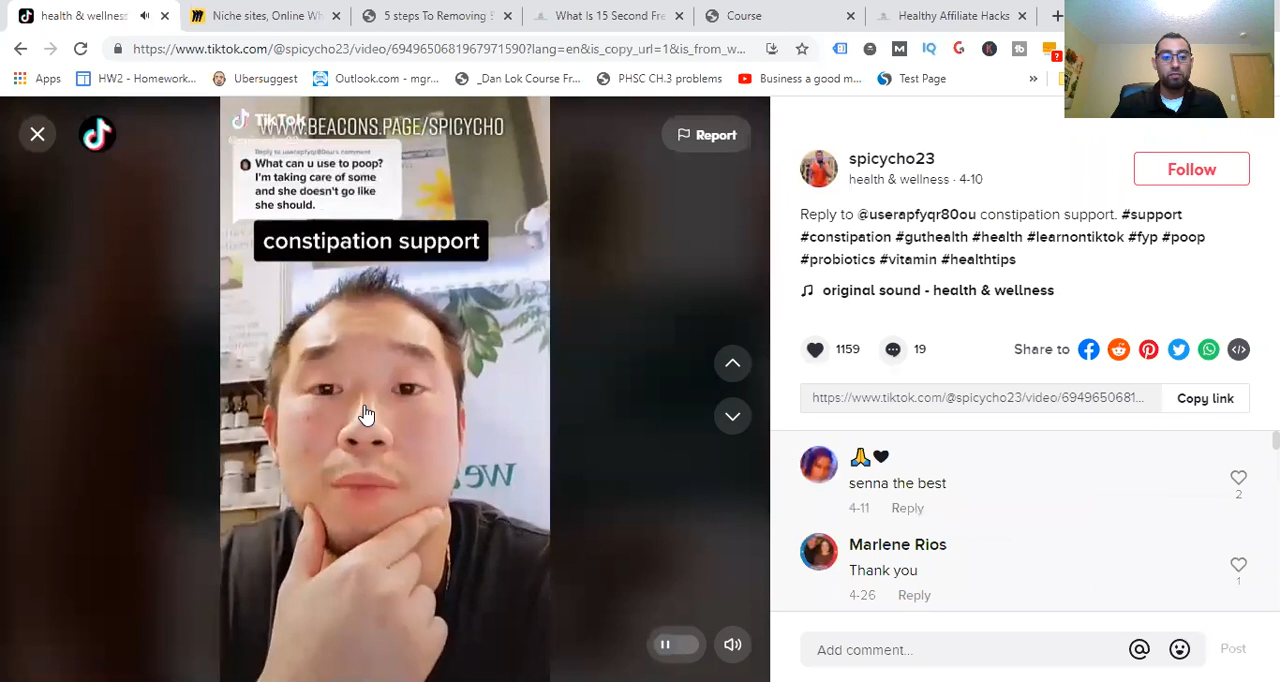 health & wellness
Niche sites, Online Wh
5 steps To Removing
What Is 15 Second Fre
Course
Healthy Affiliate Hacks
https://www.tiktok.com/@spicycho23/video/6949650681967971590?lang=en&is_copy_url=1&is_from_w...
Apps
HW2 - Homework...
Ubersuggest
Outlook.com - mgr...
_Dan Lok Course Fr...
PHSC CH.3 problems
Business a good m...
Test Page
»
TikTok
WWW.BEACONS.PAGE/SPICYCHO
Reply to userapfyqr80ou's comment
What can u use to poop?
I'm taking care of some
and she doesn't go like
she should.
constipation support
Report
spicycho23
health & wellness · 4-10
Follow
Reply to @userapfyqr80ou constipation support. #support
#constipation #guthealth #health #learnontiktok #fyp #poop
#probiotics #vitamin #healthtips
original sound - health & wellness
1159
19
Share to
https://www.tiktok.com/@spicycho23/video/6949650681...
Copy link
🙏🖤
senna the best
2
4-11 Reply
Marlene Rios
Thank you
1
4-26 Reply
Add comment...
@
Post